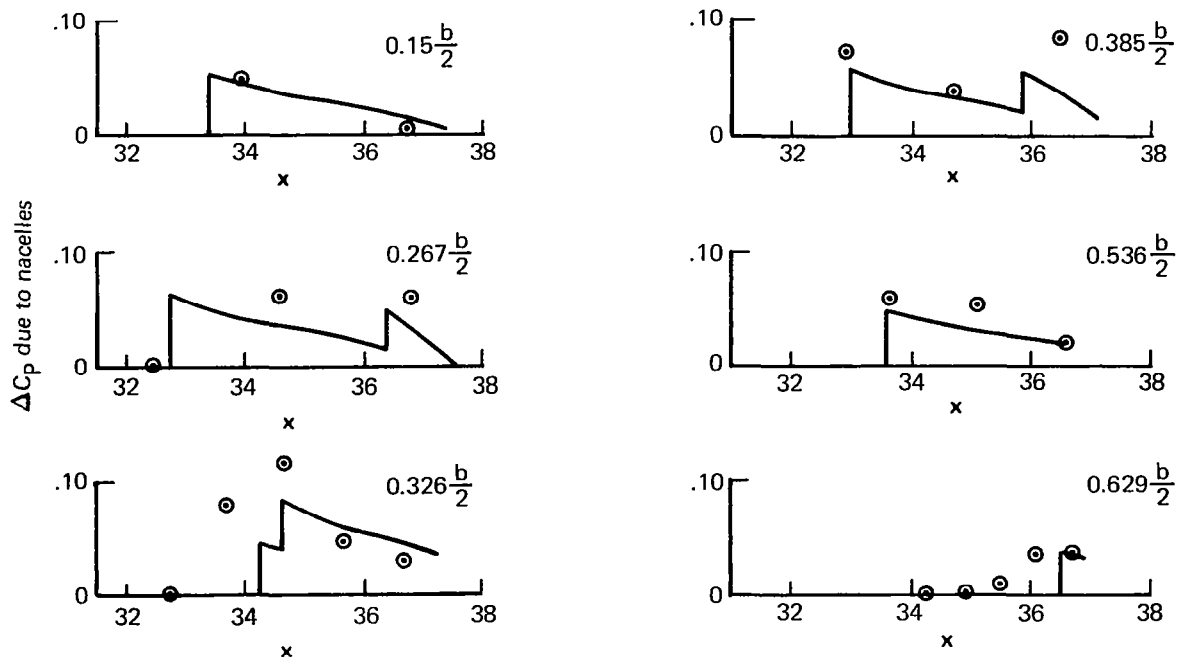 ΔCp due to nacelles
.10
0.15 b/2
0
32 34 36 38
x
.10
0.267 b/2
0
32 34 36 38
x
.10
0.326 b/2
0
32 34 36 38
x
.10
0.385 b/2
0
32 34 36 38
x
.10
0.536 b/2
0
32 34 36 38
x
.10
0.629 b/2
0
32 34 36 38
x